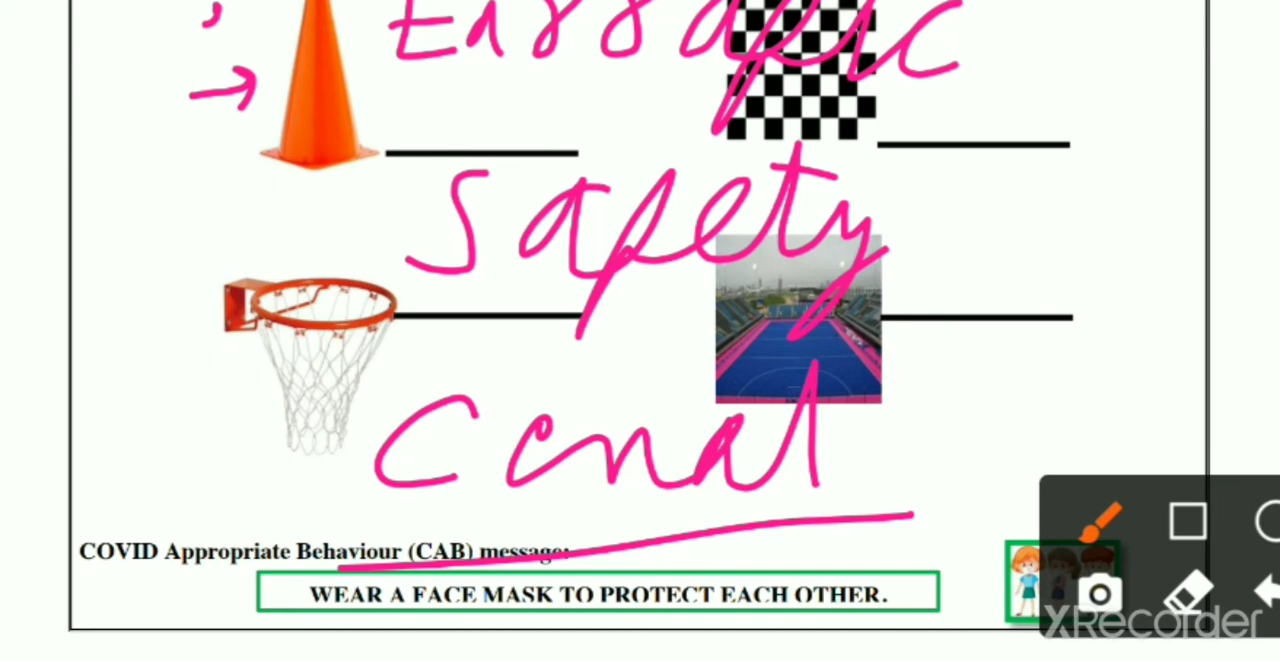 Safety
COVID Appropriate Behaviour (CAB) message:
WEAR A FACE MASK TO PROTECT EACH OTHER.
XRecorder